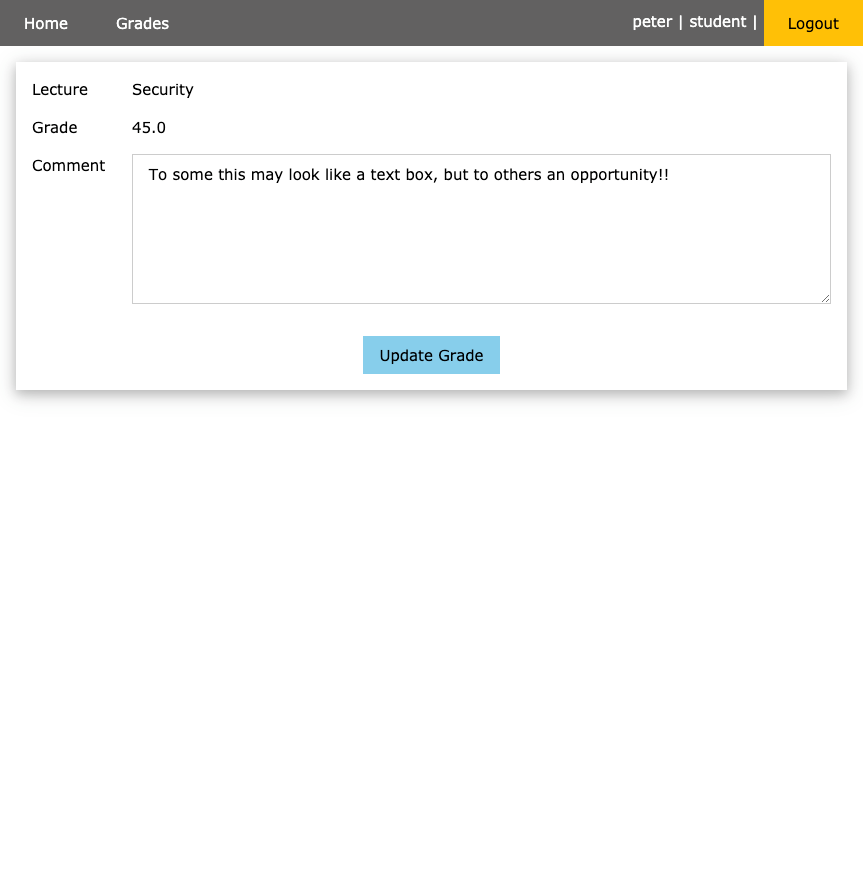 Home Grades peter | student | Logout
Lecture Security
Grade 45.0
Comment To some this may look like a text box, but to others an opportunity!!
Update Grade